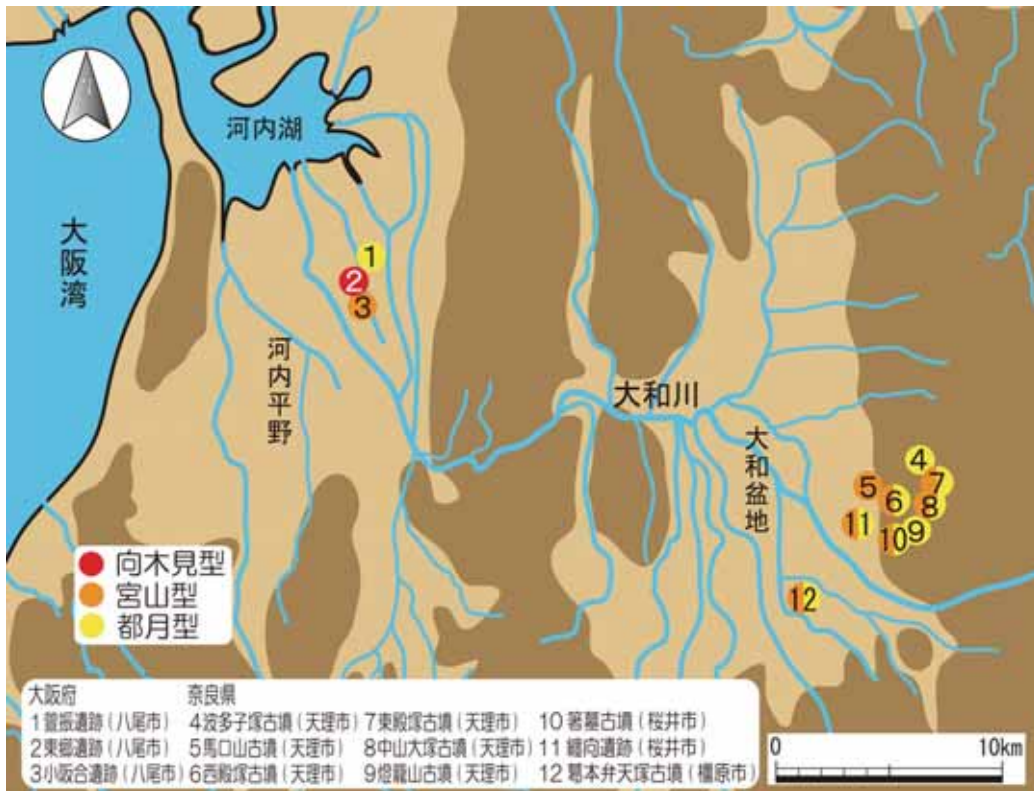 河内湖
大阪湾
1
2
3
河内平野
大和川
大和盆地
4
5
7
6
8
11
10
9
12
向木見型
宮山型
都月型
大阪府 奈良県
1萱振遺跡(八尾市) 4波多子塚古墳(天理市) 7東殿塚古墳(天理市) 10 箸墓古墳(桜井市)
2東郷遺跡(八尾市) 5馬口山古墳(天理市) 8中山大塚古墳(天理市) 11 纏向遺跡(桜井市)
3小阪合遺跡(八尾市) 6西殿塚古墳(天理市) 9燈籠山古墳(天理市) 12 葛本弁天塚古墳(橿原市)
0 10km